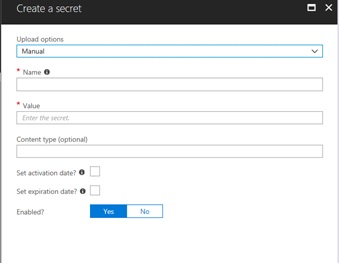 Create a secret
Upload options
Manual
* Name
* Value
Enter the secret.
Content type (optional)
Set activation date?
Set expiration date?
Enabled? Yes No